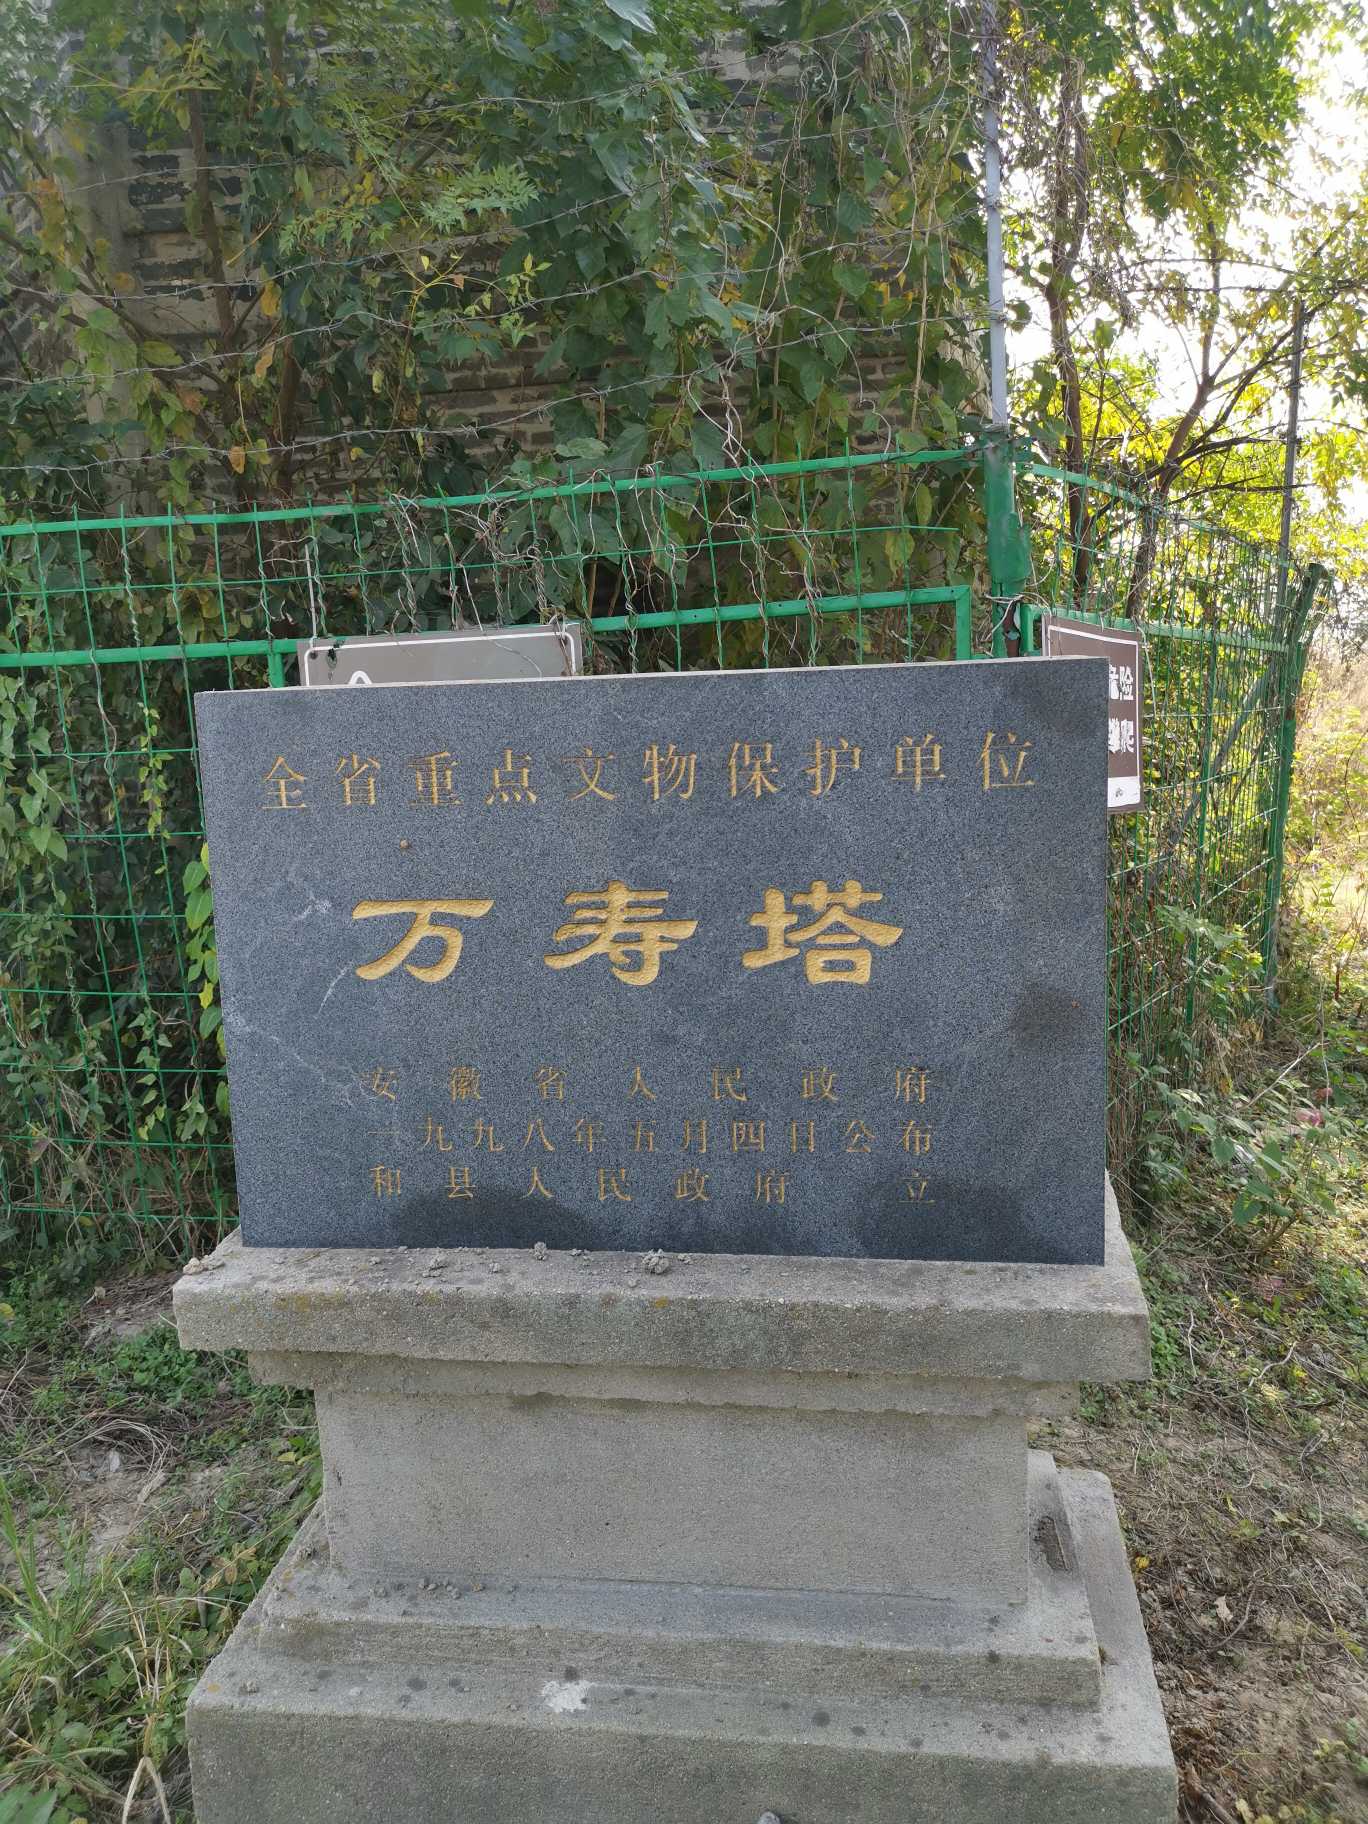 全省重点文物保护单位
万寿塔
安徽省人民政府
一九九八年五月四日公布
和县人民政府 立
险
爬